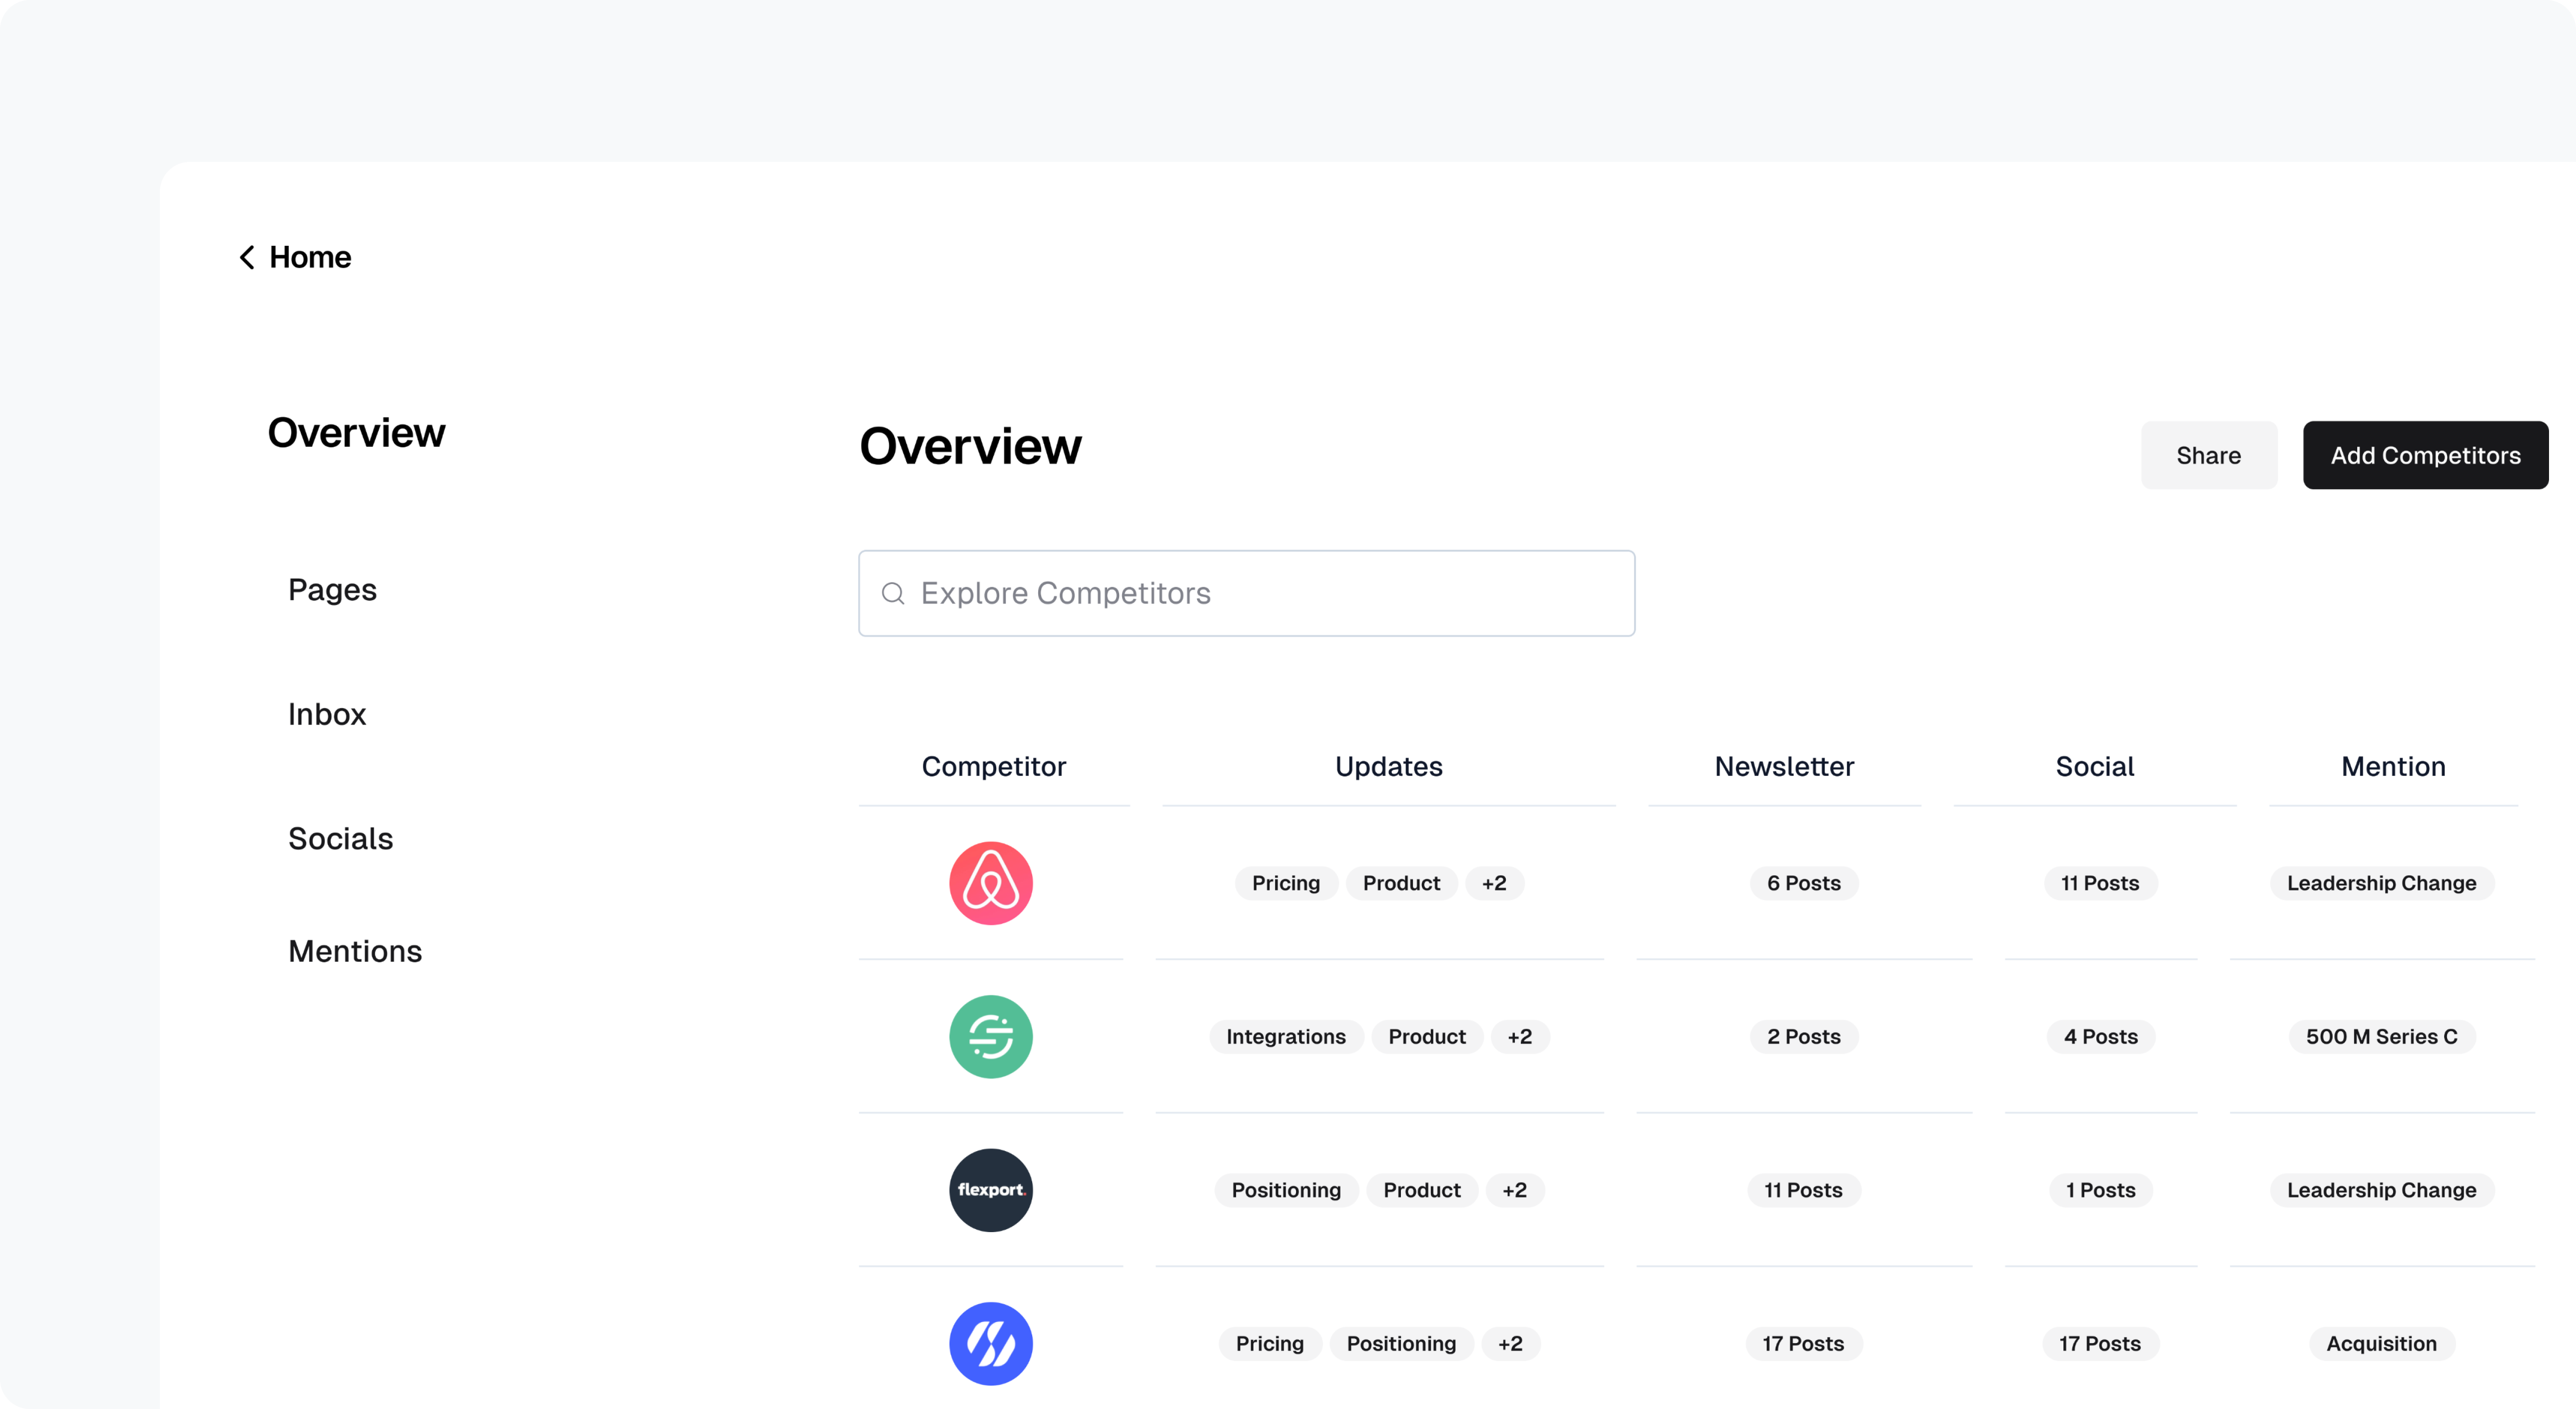 Home
Overview
Pages
Inbox
Socials
Mentions
Overview
Share
Add Competitors
Explore Competitors
Competitor Updates Newsletter Social Mention
Pricing Product +2 6 Posts 11 Posts Leadership Change
Integrations Product +2 2 Posts 4 Posts 500 M Series C
flexport. Positioning Product +2 11 Posts 1 Posts Leadership Change
Pricing Positioning +2 17 Posts 17 Posts Acquisition